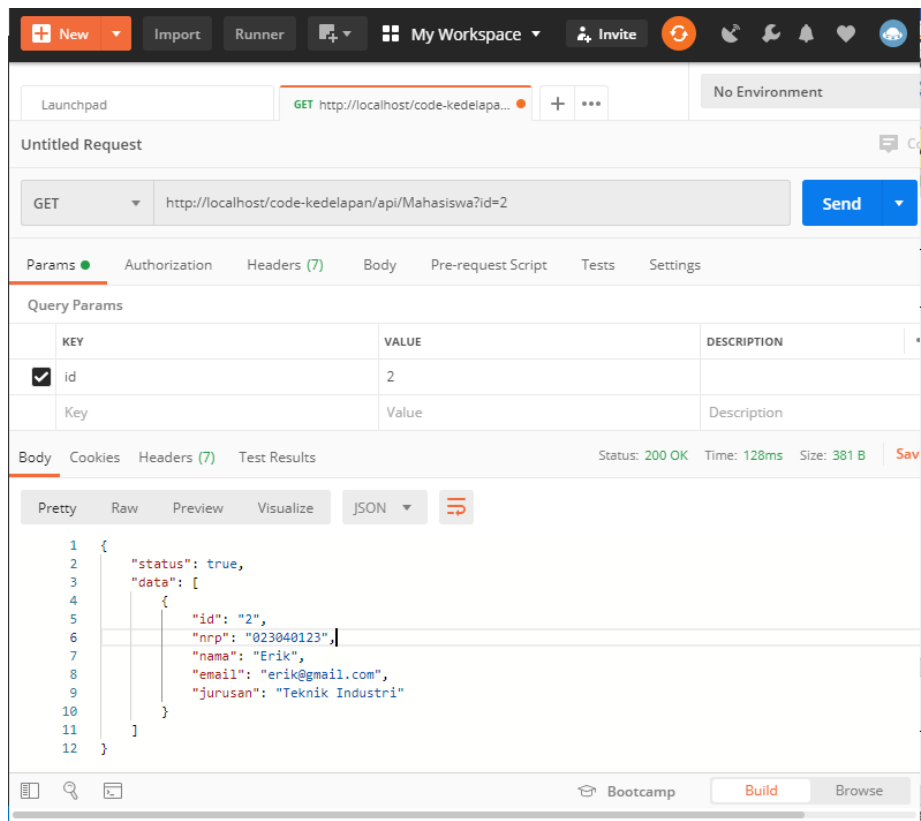 New Import Runner My Workspace Invite
Launchpad GET http://localhost/code-kedelapa... + ••• No Environment
Untitled Request
GET http://localhost/code-kedelapan/api/Mahasiswa?id=2 Send
Params Authorization Headers (7) Body Pre-request Script Tests Settings
Query Params
KEY VALUE DESCRIPTION
id 2
Key Value Description
Body Cookies Headers (7) Test Results Status: 200 OK Time: 128ms Size: 381 B Sav
Pretty Raw Preview Visualize JSON
1 {
2 "status": true,
3 "data": [
4 {
5 "id": "2",
6 "nrp": "023040123",
7 "nama": "Erik",
8 "email": "erik@gmail.com",
9 "jurusan": "Teknik Industri"
10 }
11 ]
12 }
Bootcamp Build Browse